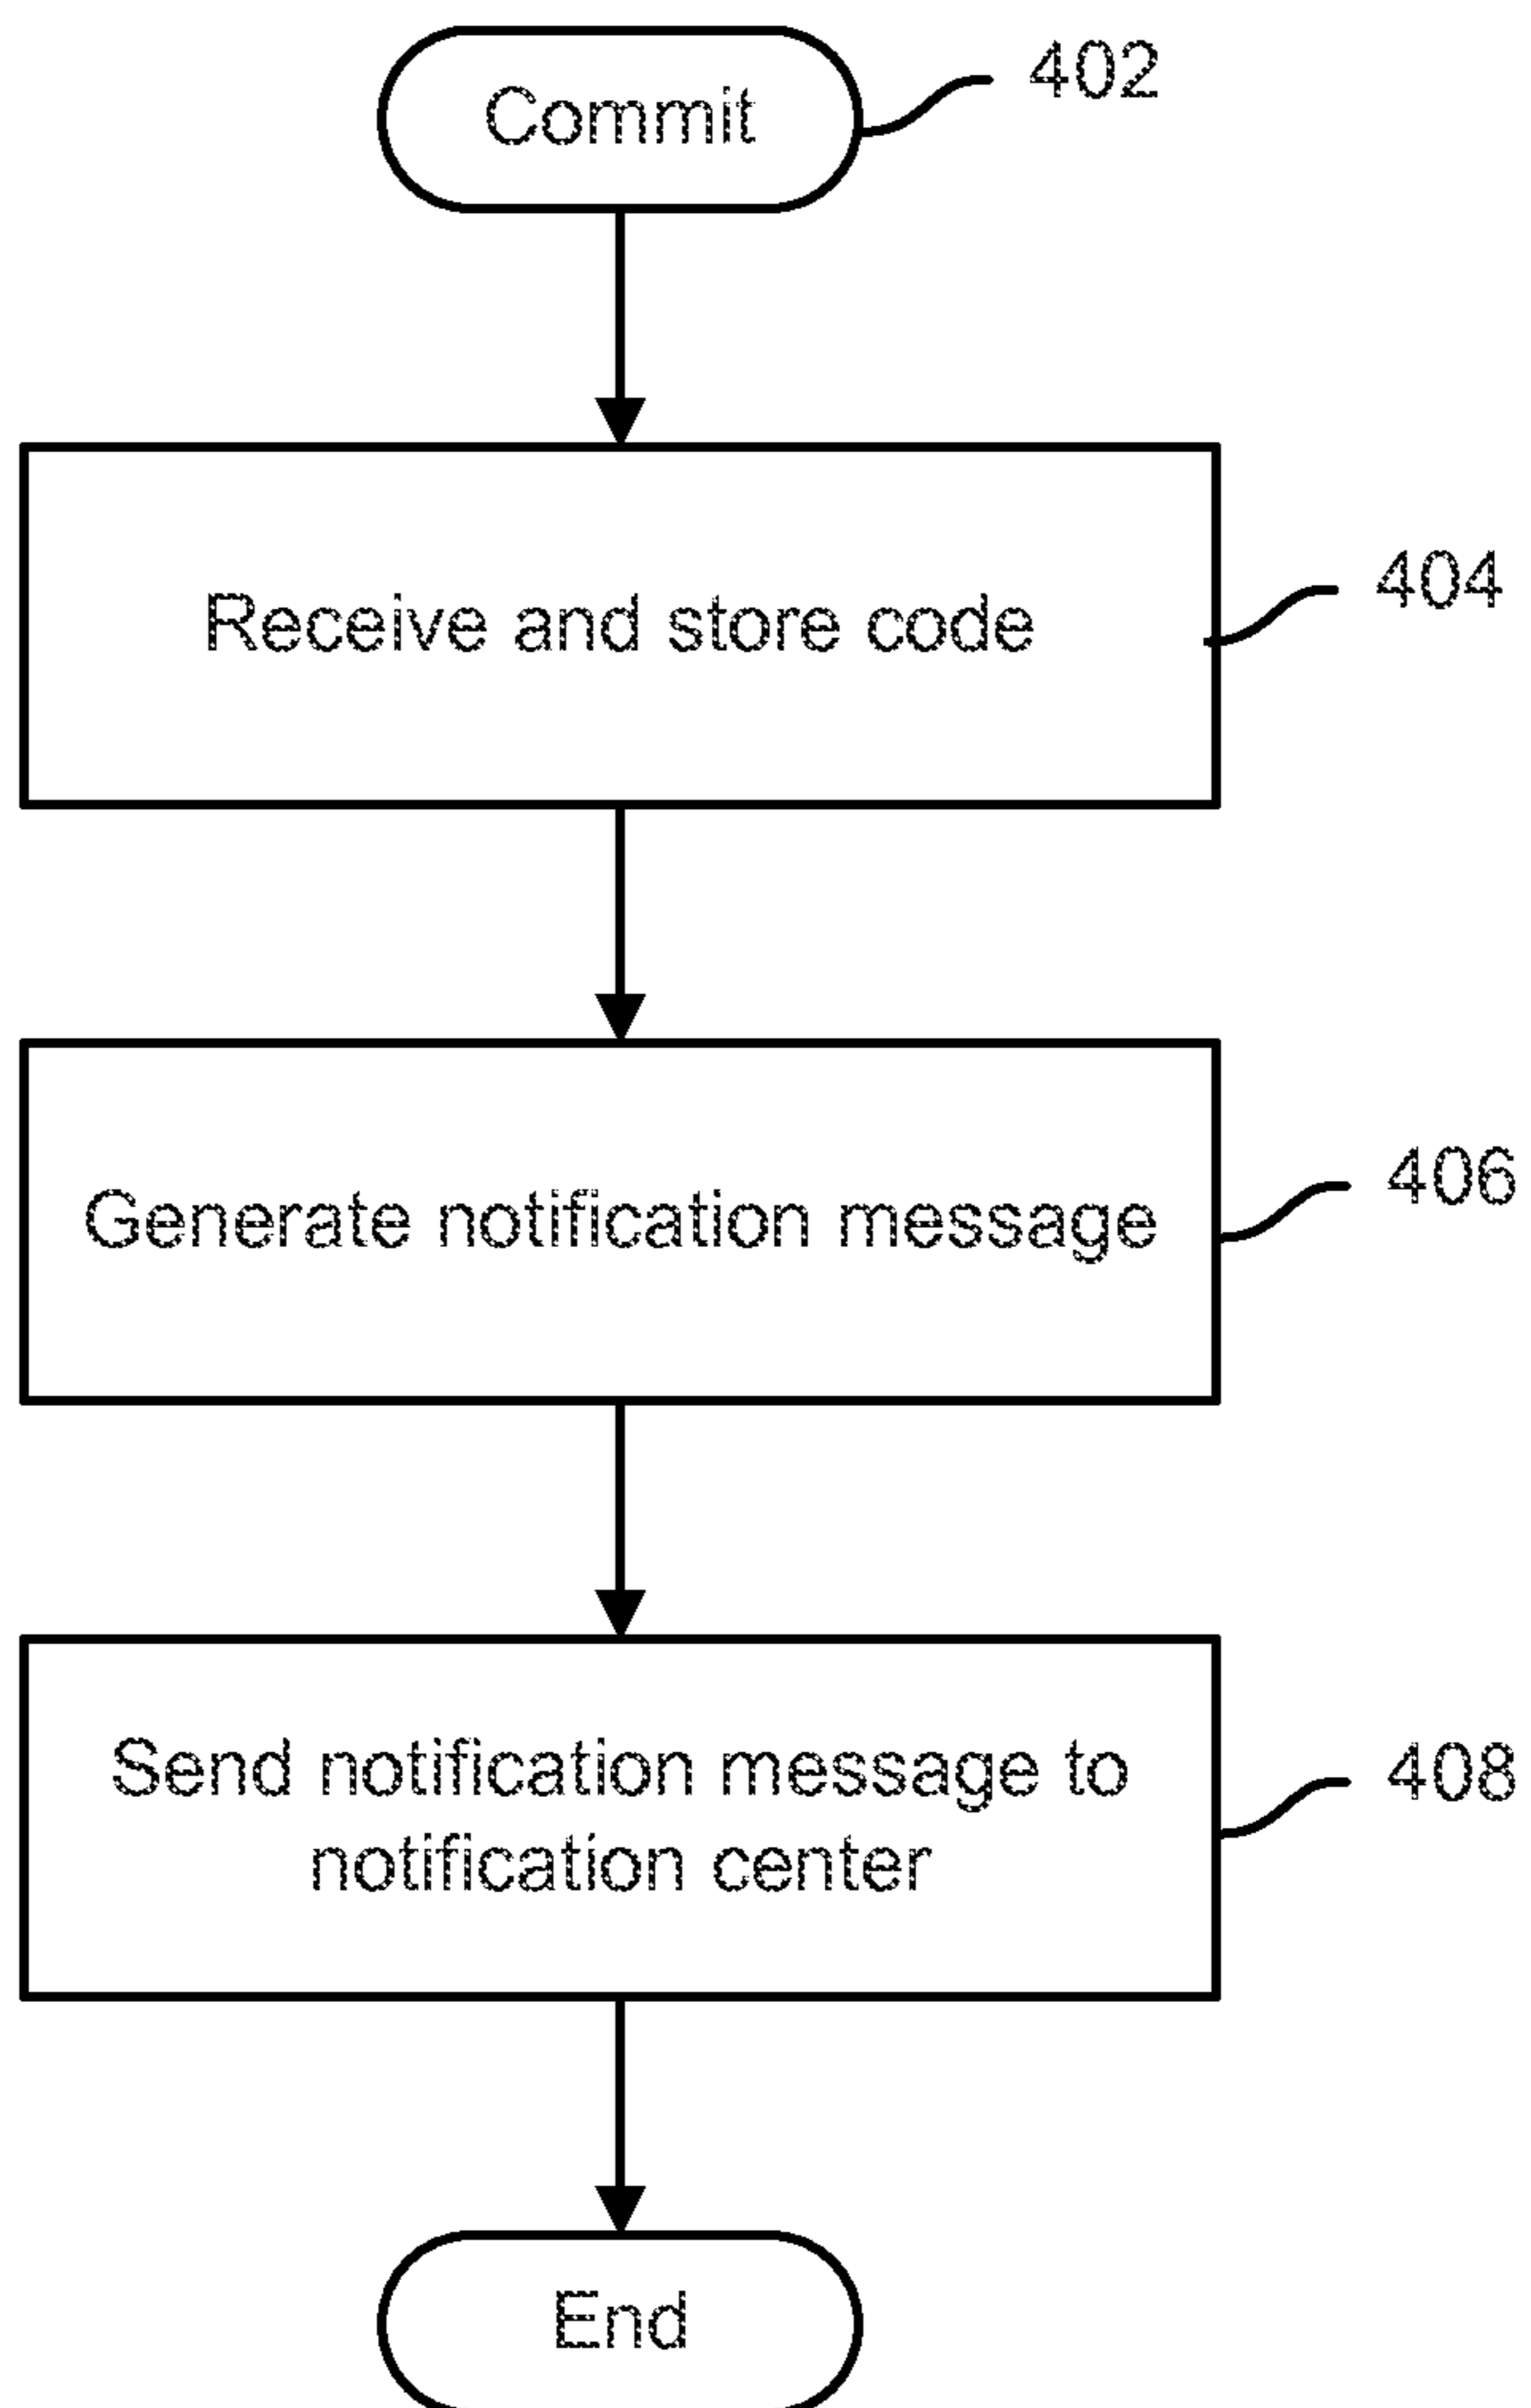 Commit
402
Receive and store code
404
Generate notification message
406
Send notification message to
notification center
408
End